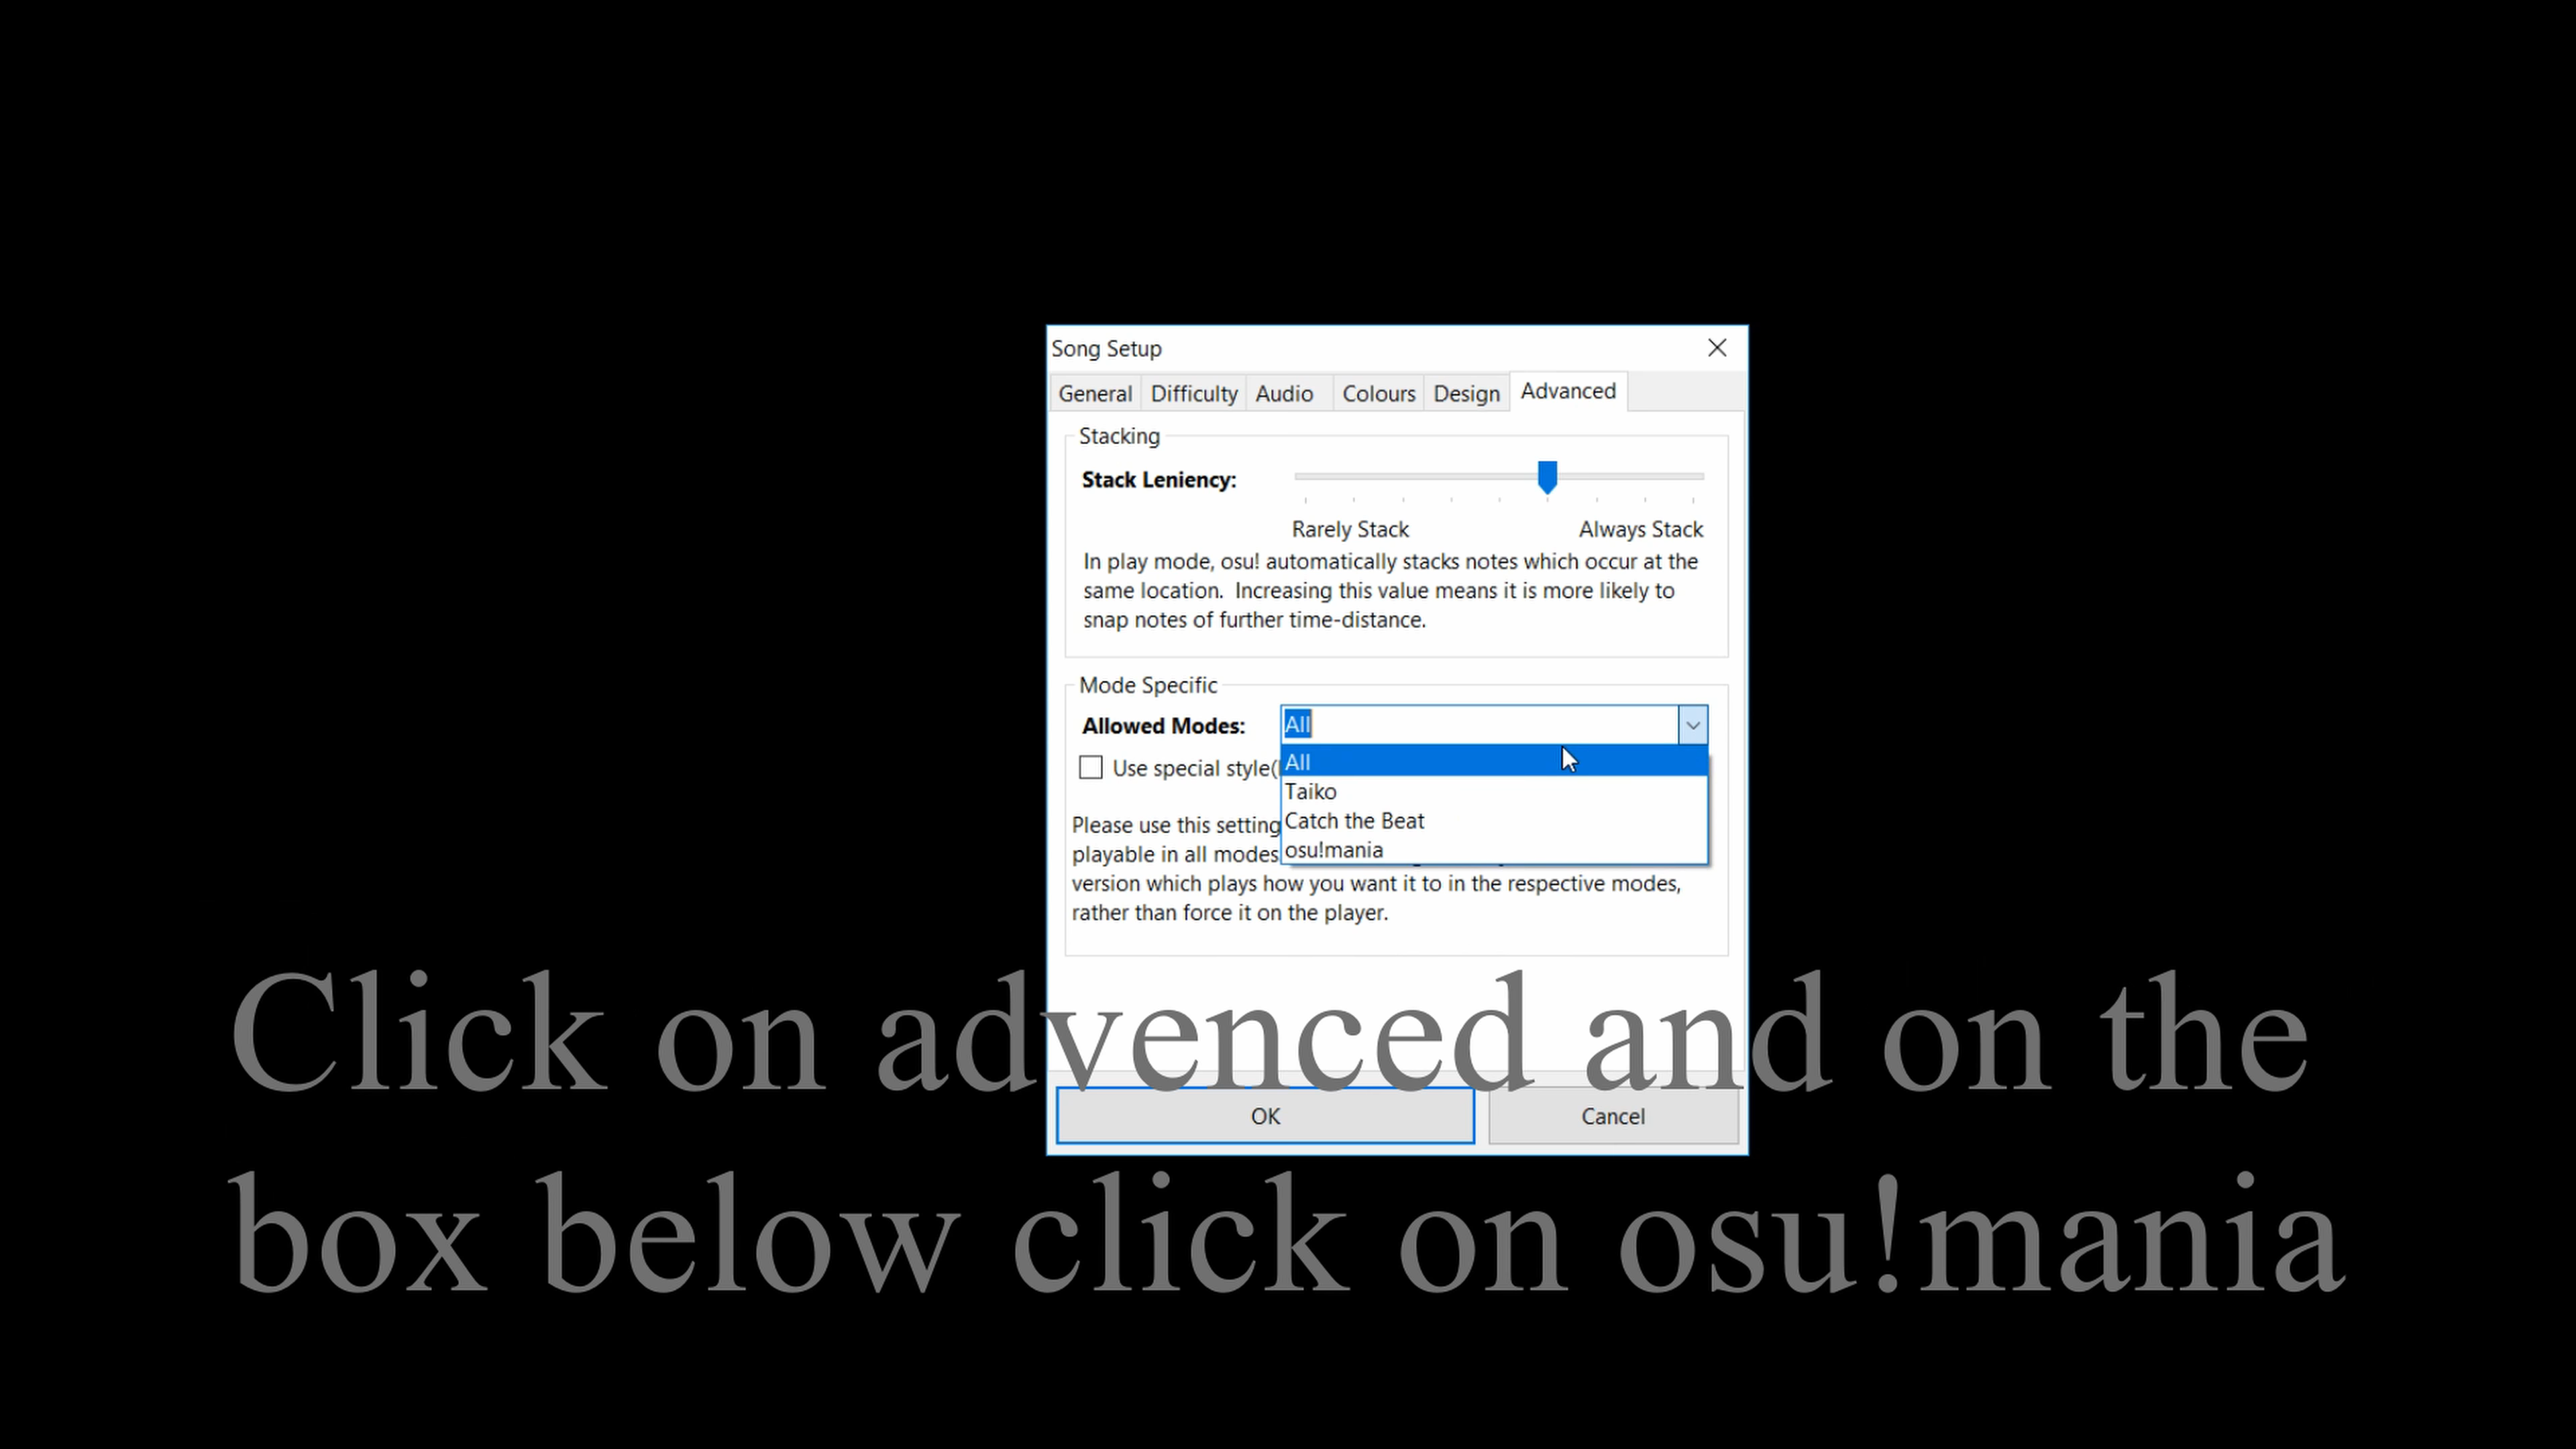 Song Setup
General Difficulty Audio Colours Design Advanced
Stacking
Stack Leniency:
Rarely Stack Always Stack
In play mode, osu! automatically stacks notes which occur at the
same location. Increasing this value means it is more likely to
snap notes of further time-distance.
Mode Specific
Allowed Modes: All
All
Use special style(
Taiko
Catch the Beat
osu!mania
Please use this setting
playable in all modes
version which plays how you want it to in the respective modes,
rather than force it on the player.
Click on advenced and on the
OK Cancel
box below click on osu!mania